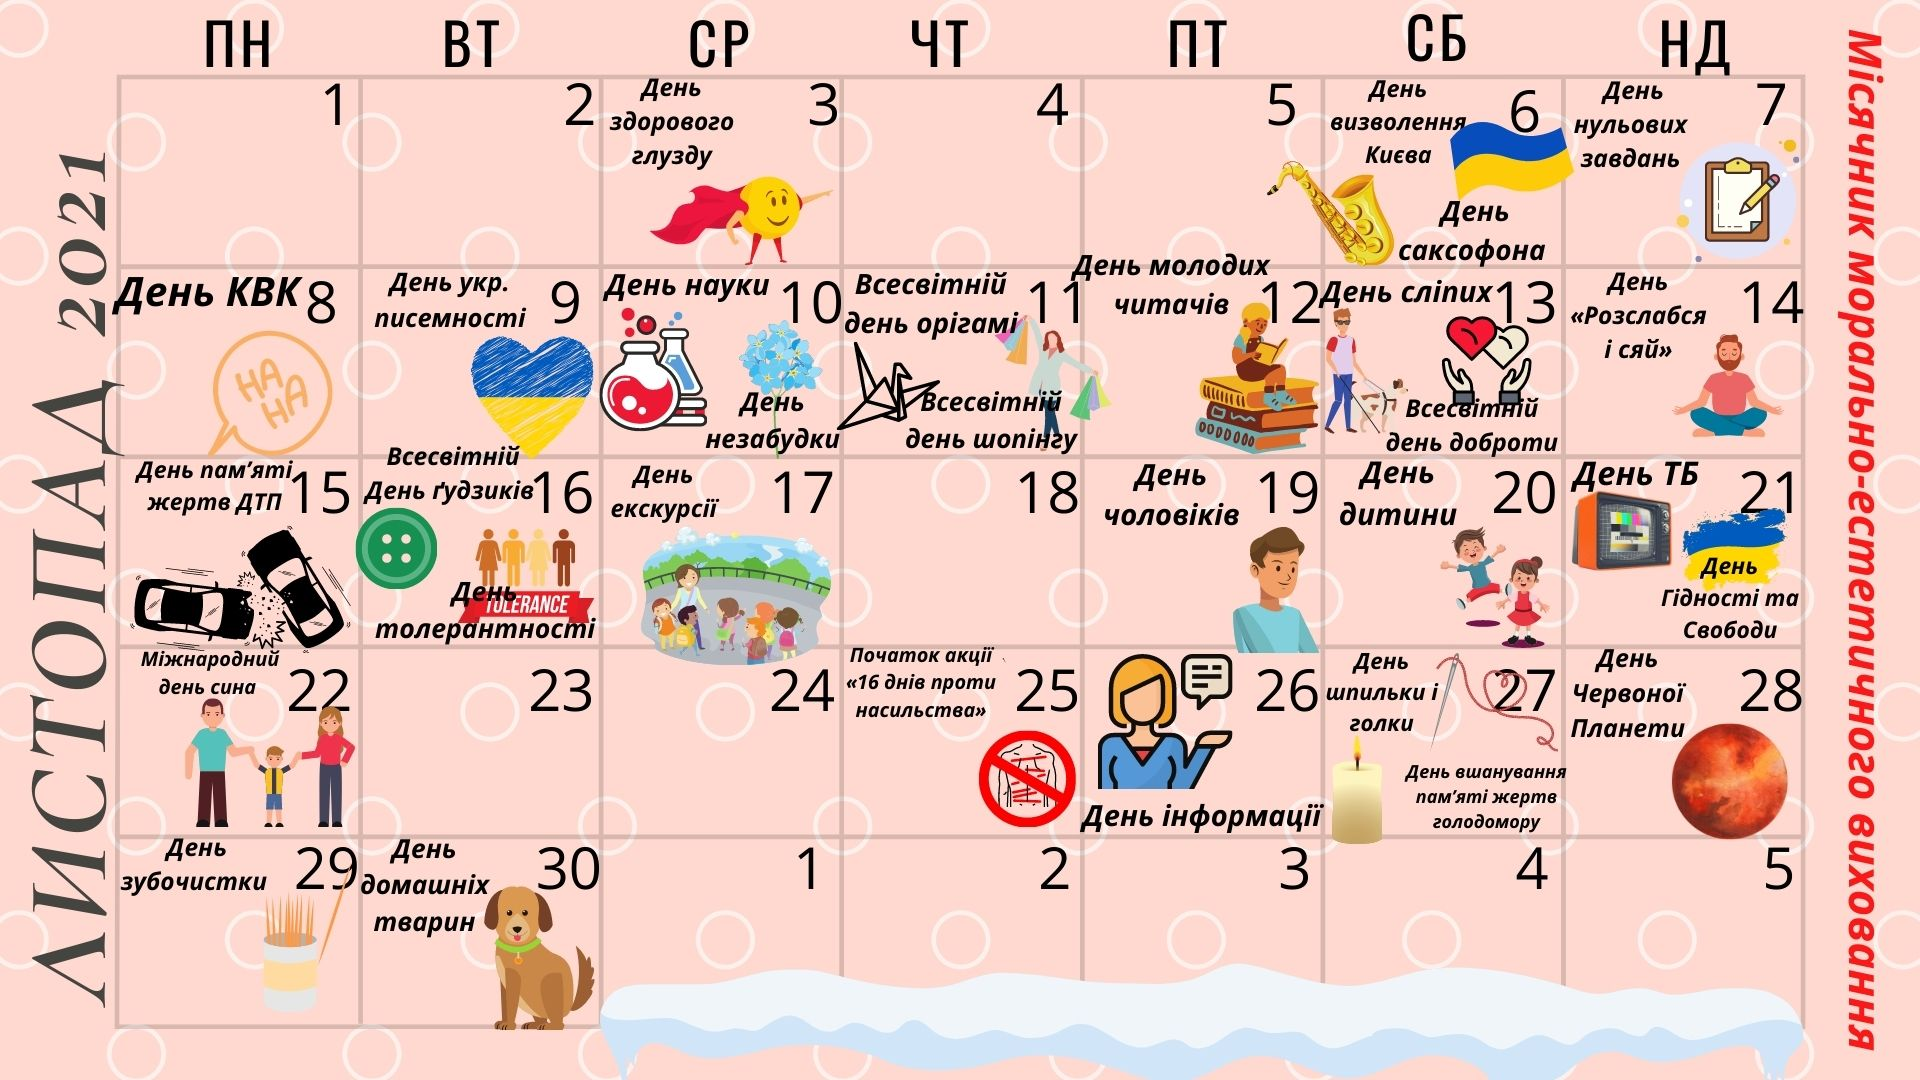 ПН ВТ СР ЧТ ПТ СБ НД
ЛИСТОПАД 2021
Місячник морально-естетичного виховання
1
2
День
здорового
глузду
3
4
5
День
визволення
Києва
6
День
саксофона
День
нульових
завдань
7
День КВК
8
HA
HA
День укр.
писемності
9
День науки
10
День
незабудки
Всесвітній
день орігамі
11
Всесвітній
день шопінгу
День молодих
читачів
12
День сліпих
13
Всесвітній
день доброти
День
«Розслабся
і сяй»
14
День пам’яті
жертв ДТП
15
Всесвітній
День ґудзиків
16
TOLERANCE
День
толерантності
День
екскурсії
17
18
День
чоловіків
19
День
дитини
20
День ТБ
21
День
Гідності та
Свободи
Міжнародний
день сина
22
23
24
Початок акції
«16 днів проти
насильства»
25
26
День інформації
День
шпильки і
голки
27
День вшанування
пам’яті жертв
голодомору
День
Червоної
Планети
28
День
зубочистки
29
День
домашніх
тварин
30
1
2
3
4
5